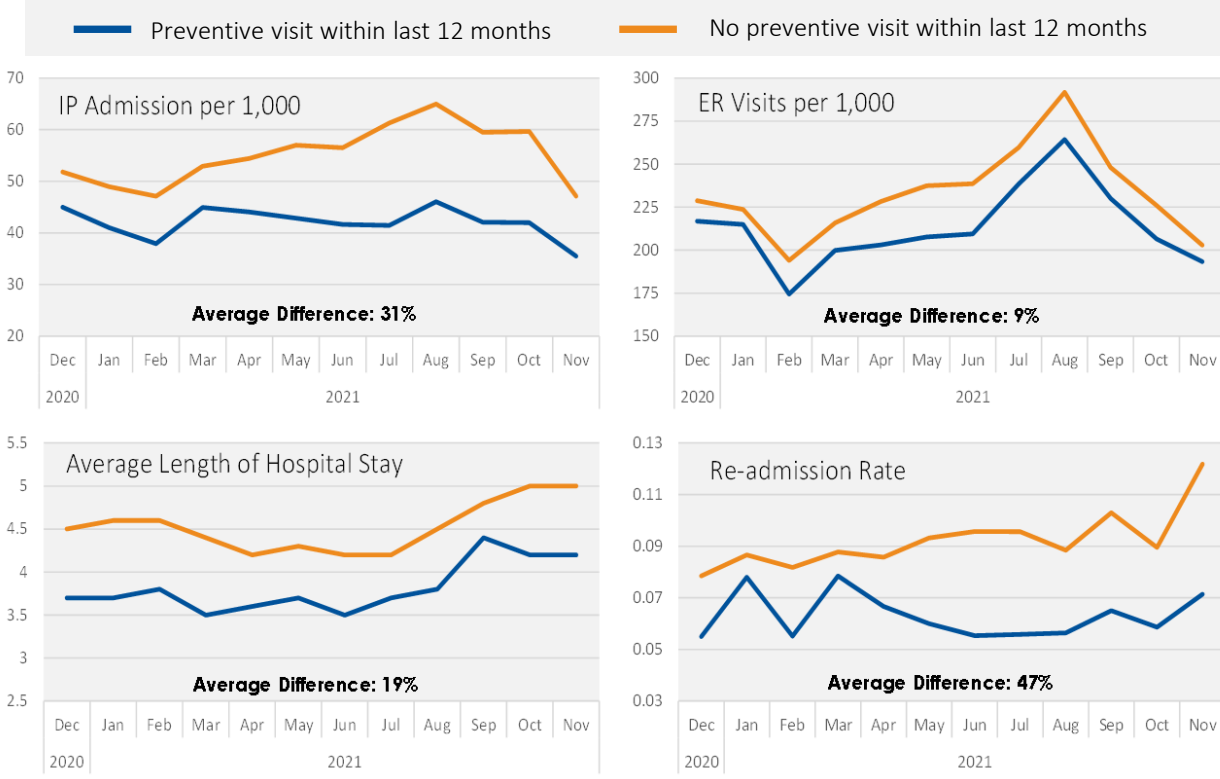 Preventive visit within last 12 months No preventive visit within last 12 months
IP Admission per 1,000
70
60
50
40
30
20
Average Difference: 31%
Dec Jan Feb Mar Apr May Jun Jul Aug Sep Oct Nov
2020 2021
ER Visits per 1,000
300
275
250
225
200
175
150
Average Difference: 9%
Dec Jan Feb Mar Apr May Jun Jul Aug Sep Oct Nov
2020 2021
Average Length of Hospital Stay
5.5
5
4.5
4
3.5
3
2.5
Average Difference: 19%
Dec Jan Feb Mar Apr May Jun Jul Aug Sep Oct Nov
2020 2021
Re-admission Rate
0.13
0.11
0.09
0.07
0.05
0.03
Average Difference: 47%
Dec Jan Feb Mar Apr May Jun Jul Aug Sep Oct Nov
2020 2021